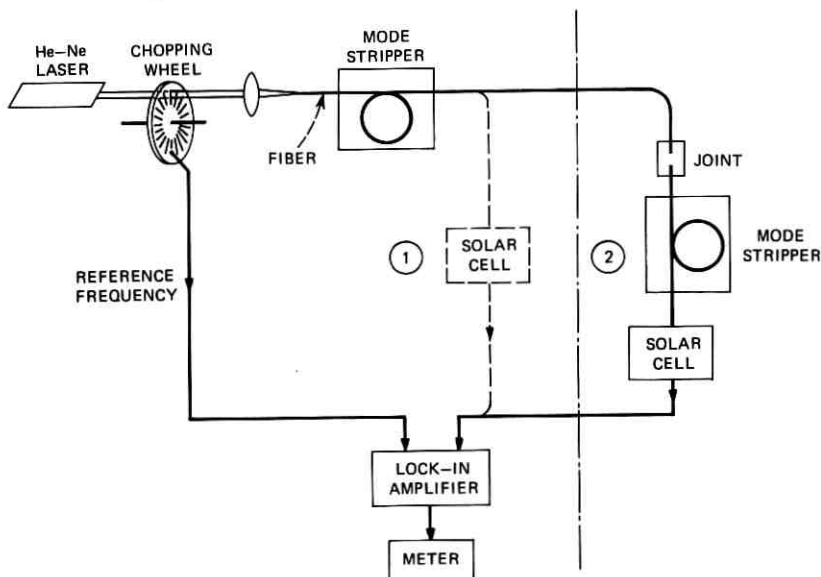 He–Ne
LASER
CHOPPING
WHEEL
MODE
STRIPPER
FIBER
JOINT
MODE
STRIPPER
1
SOLAR
CELL
2
REFERENCE
FREQUENCY
SOLAR
CELL
LOCK–IN
AMPLIFIER
METER